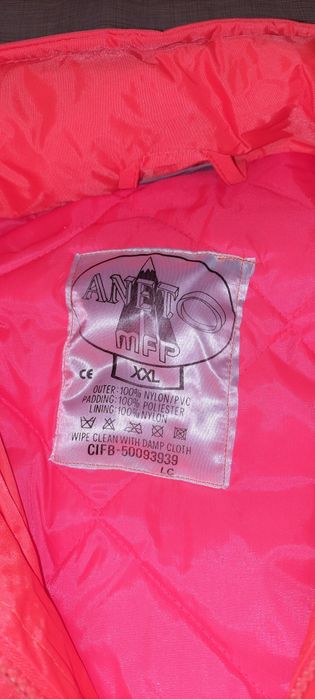 ANETO
MFP
XXL
CE
OUTER: 100% NYLON/PVC
PADDING: 100% POLIESTER
LINING: 100% NYLON
WIPE CLEAN WITH DAMP CLOTH
CIFB-50093939
LC